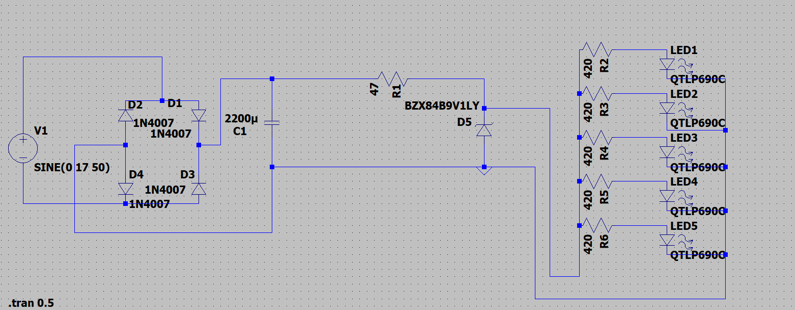 V1
SINE(0 17 50)
D2
1N4007
D1
1N4007
D4
1N4007
D3
1N4007
2200µ
C1
47
R1
BZX84B9V1LY
D5
420
R2
LED1
QTLP690C
420
R3
LED2
QTLP690C
420
R4
LED3
QTLP690C
420
R5
LED4
QTLP690C
420
R6
LED5
QTLP690C
.tran 0.5